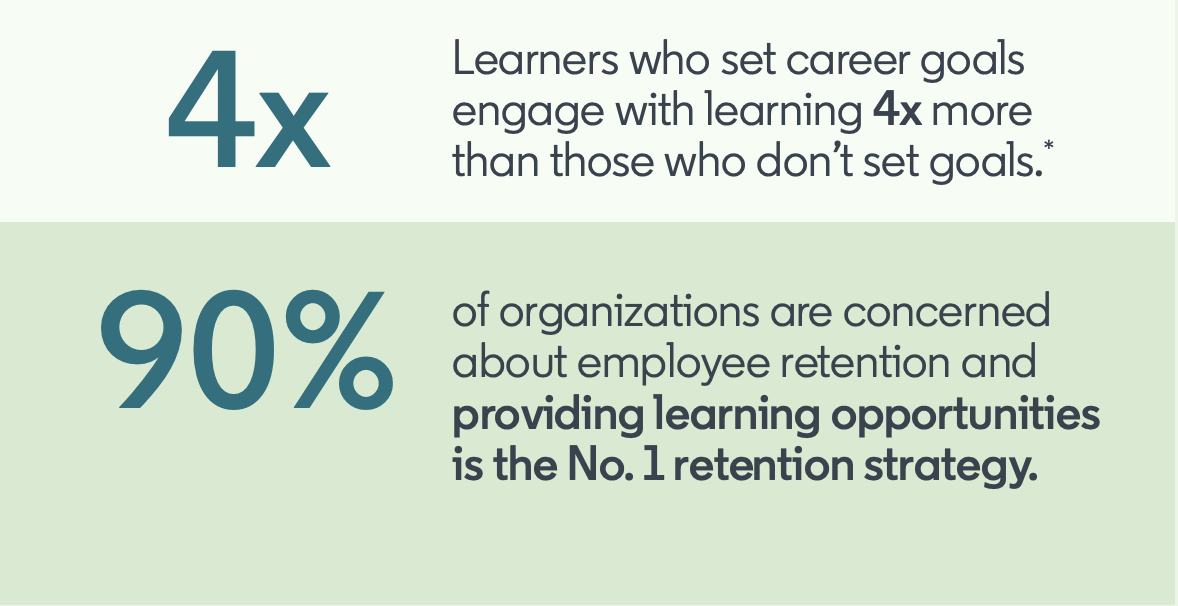 4x
Learners who set career goals
engage with learning 4x more
than those who don’t set goals.*
90%
of organizations are concerned
about employee retention and
providing learning opportunities
is the No. 1 retention strategy.